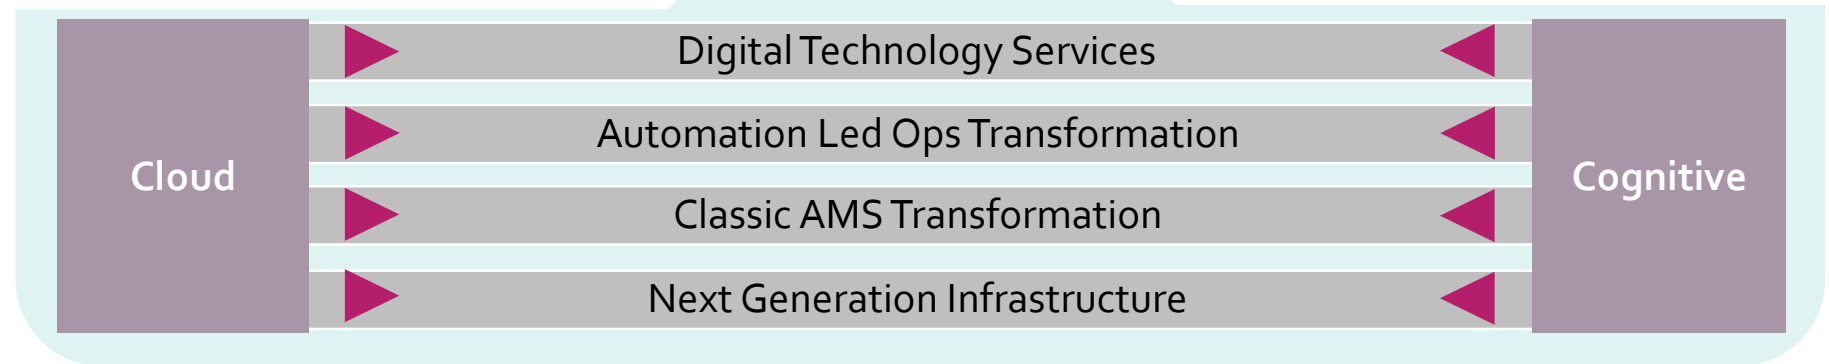 Cloud
Digital Technology Services
Automation Led Ops Transformation
Classic AMS Transformation
Next Generation Infrastructure
Cognitive